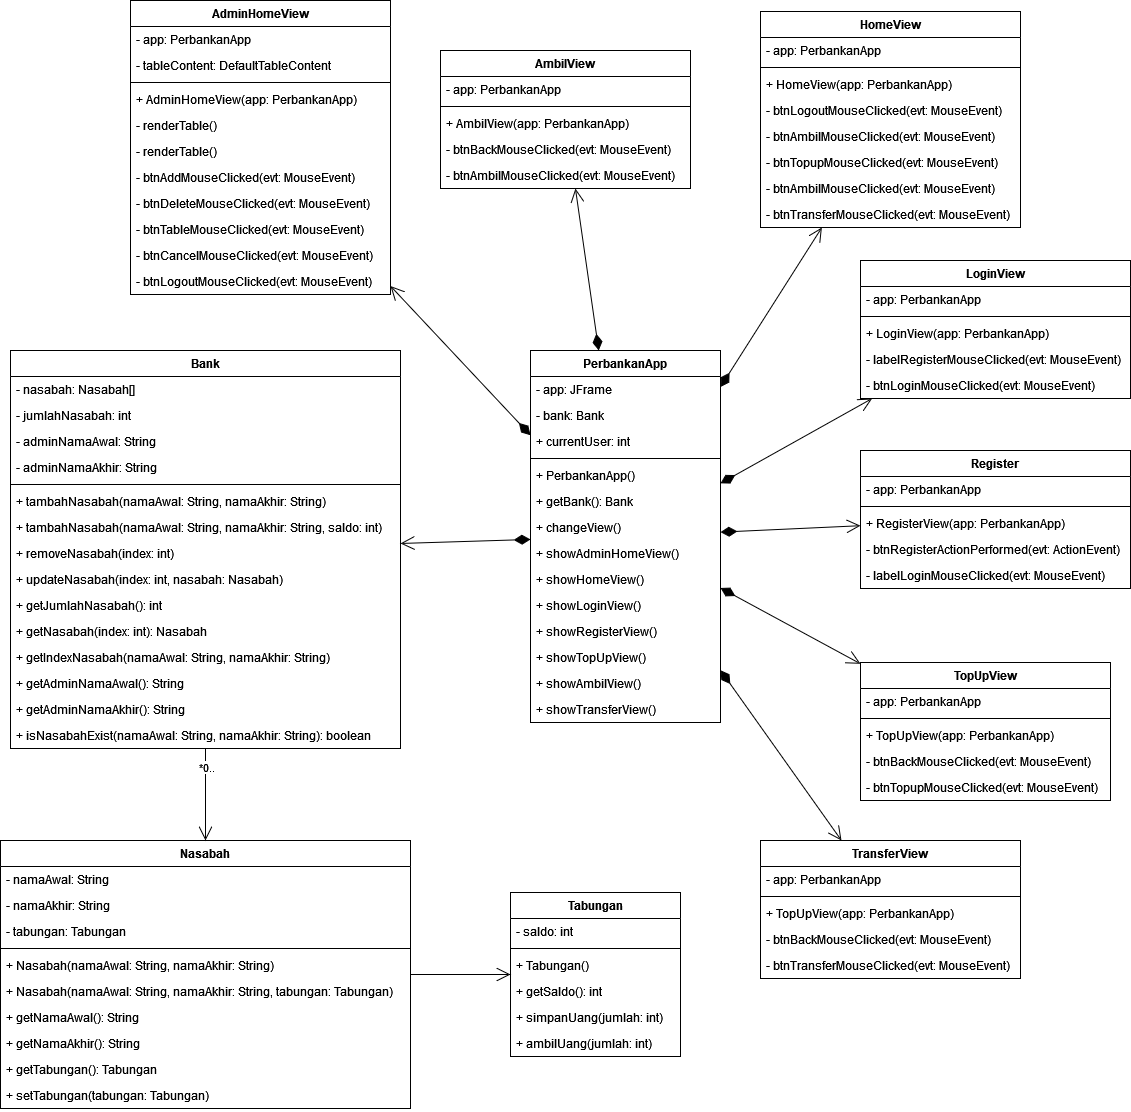 AdminHomeView
- app: PerbankanApp
- tableContent: DefaultTableContent
+ AdminHomeView(app: PerbankanApp)
- renderTable()
- renderTable()
- btnAddMouseClicked(evt: MouseEvent)
- btnDeleteMouseClicked(evt: MouseEvent)
- btnTableMouseClicked(evt: MouseEvent)
- btnCancelMouseClicked(evt: MouseEvent)
- btnLogoutMouseClicked(evt: MouseEvent)
AmbilView
- app: PerbankanApp
+ AmbilView(app: PerbankanApp)
- btnBackMouseClicked(evt: MouseEvent)
- btnAmbilMouseClicked(evt: MouseEvent)
HomeView
- app: PerbankanApp
+ HomeView(app: PerbankanApp)
- btnLogoutMouseClicked(evt: MouseEvent)
- btnAmbilMouseClicked(evt: MouseEvent)
- btnTopupMouseClicked(evt: MouseEvent)
- btnAmbilMouseClicked(evt: MouseEvent)
- btnTransferMouseClicked(evt: MouseEvent)
LoginView
- app: PerbankanApp
+ LoginView(app: PerbankanApp)
- labelRegisterMouseClicked(evt: MouseEvent)
- btnLoginMouseClicked(evt: MouseEvent)
Bank
- nasabah: Nasabah[]
- jumlahNasabah: int
- adminNamaAwal: String
- adminNamaAkhir: String
+ tambahNasabah(namaAwal: String, namaAkhir: String)
+ tambahNasabah(namaAwal: String, namaAkhir: String, saldo: int)
+ removeNasabah(index: int)
+ updateNasabah(index: int, nasabah: Nasabah)
+ getJumlahNasabah(): int
+ getNasabah(index: int): Nasabah
+ getIndexNasabah(namaAwal: String, namaAkhir: String)
+ getAdminNamaAwal(): String
+ getAdminNamaAkhir(): String
+ isNasabahExist(namaAwal: String, namaAkhir: String): boolean
PerbankanApp
- app: JFrame
- bank: Bank
+ currentUser: int
+ PerbankanApp()
+ getBank(): Bank
+ changeView()
+ showAdminHomeView()
+ showHomeView()
+ showLoginView()
+ showRegisterView()
+ showTopUpView()
+ showAmbilView()
+ showTransferView()
Register
- app: PerbankanApp
+ RegisterView(app: PerbankanApp)
- btnRegisterActionPerformed(evt: ActionEvent)
- labelLoginMouseClicked(evt: MouseEvent)
TopUpView
- app: PerbankanApp
+ TopUpView(app: PerbankanApp)
- btnBackMouseClicked(evt: MouseEvent)
- btnTopupMouseClicked(evt: MouseEvent)
*0..
Nasabah
- namaAwal: String
- namaAkhir: String
- tabungan: Tabungan
+ Nasabah(namaAwal: String, namaAkhir: String)
+ Nasabah(namaAwal: String, namaAkhir: String, tabungan: Tabungan)
+ getNamaAwal(): String
+ getNamaAkhir(): String
+ getTabungan(): Tabungan
+ setTabungan(tabungan: Tabungan)
Tabungan
- saldo: int
+ Tabungan()
+ getSaldo(): int
+ simpanUang(jumlah: int)
+ ambilUang(jumlah: int)
TransferView
- app: PerbankanApp
+ TopUpView(app: PerbankanApp)
- btnBackMouseClicked(evt: MouseEvent)
- btnTransferMouseClicked(evt: MouseEvent)